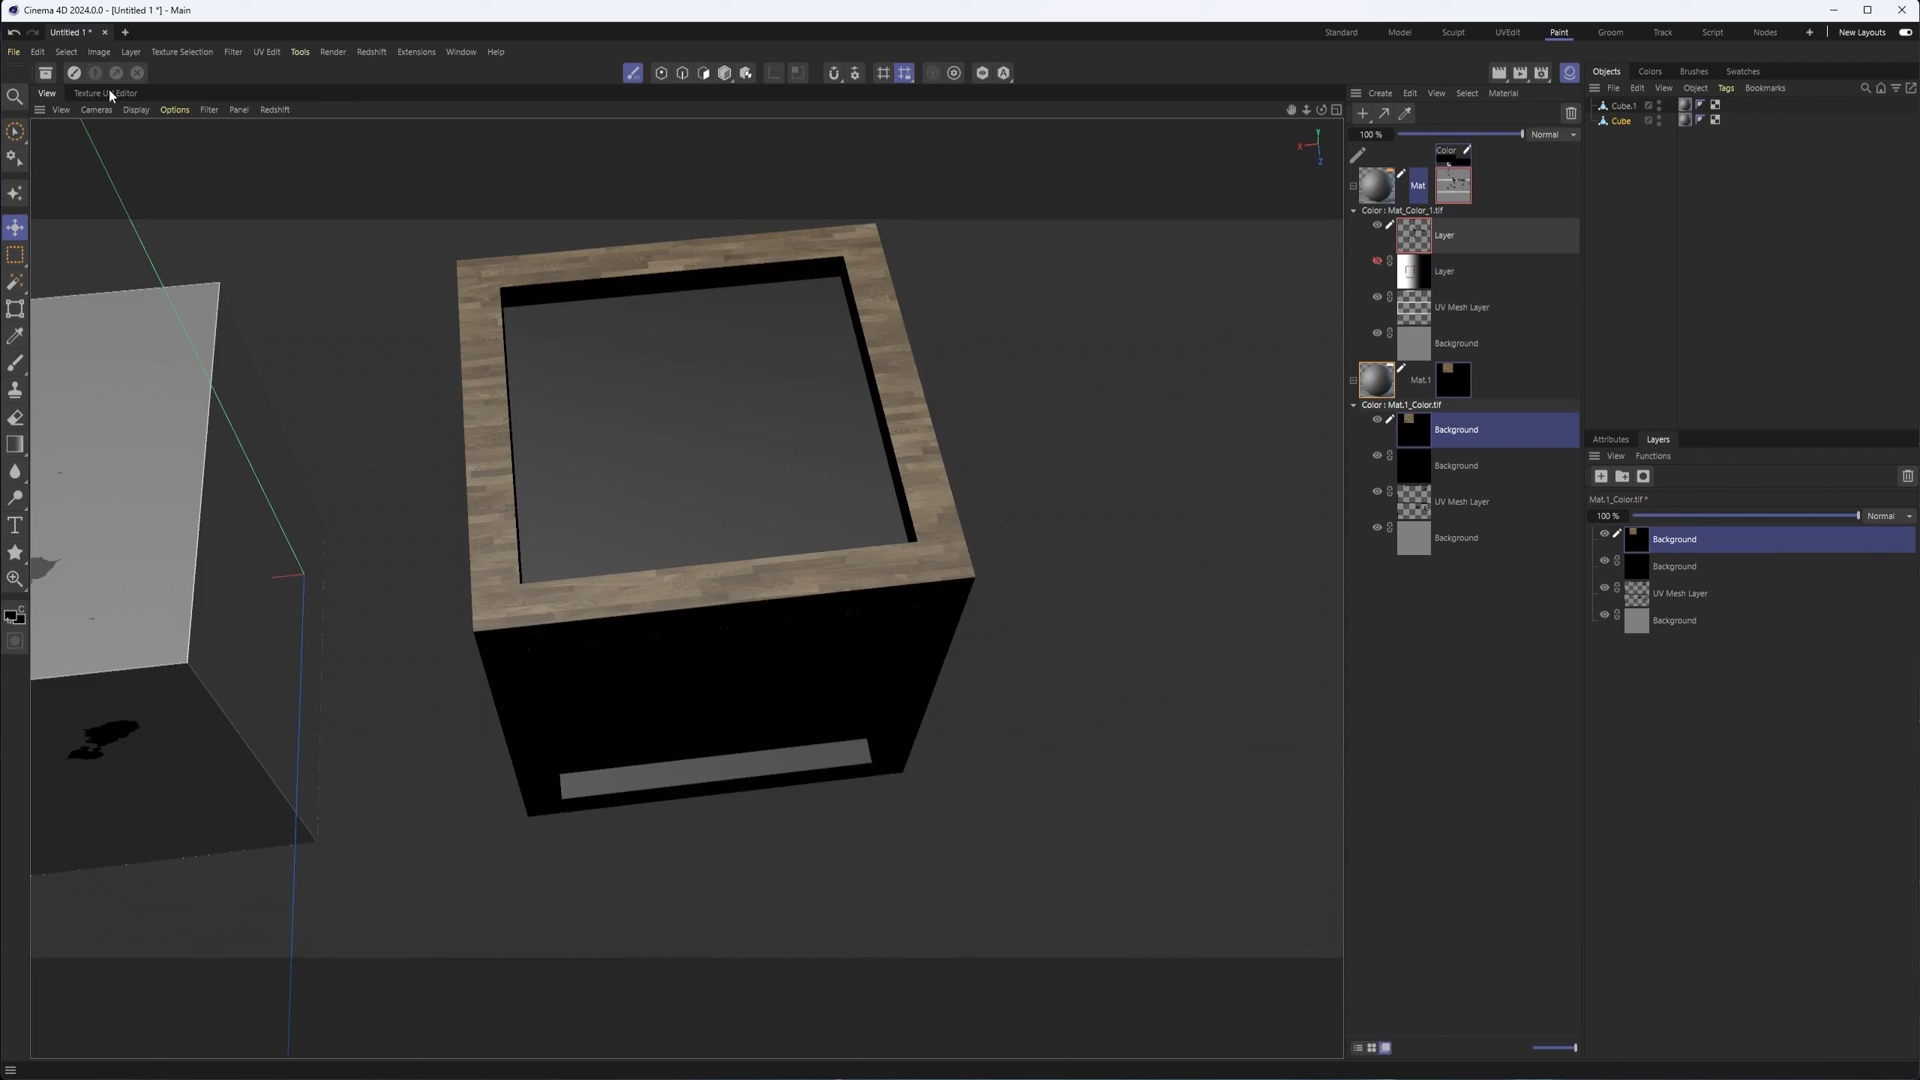 Cinema 4D 2024.0.0 - [Untitled 1 *] - Main
Untitled 1 *
Standard Model Sculpt UVEdit Paint Groom Track Script Nodes New Layouts
File Edit Select Image Layer Texture Selection Filter UV Edit Tools Render Redshift Extensions Window Help
View Texture UV Editor
View Cameras Display Options Filter Panel Redshift
Y
X
Z
Create Edit View Select Material
100 % Normal
Color
Mat
Color : Mat_Color_1.tif
Layer
Layer
UV Mesh Layer
Background
Mat.1
Color : Mat.1_Color.tif
Background
Background
UV Mesh Layer
Background
Objects Colors Brushes Swatches
File Edit View Object Tags Bookmarks
Cube.1
Cube
Attributes Layers
View Functions
Mat.1_Color.tif *
100 % Normal
Background
Background
UV Mesh Layer
Background